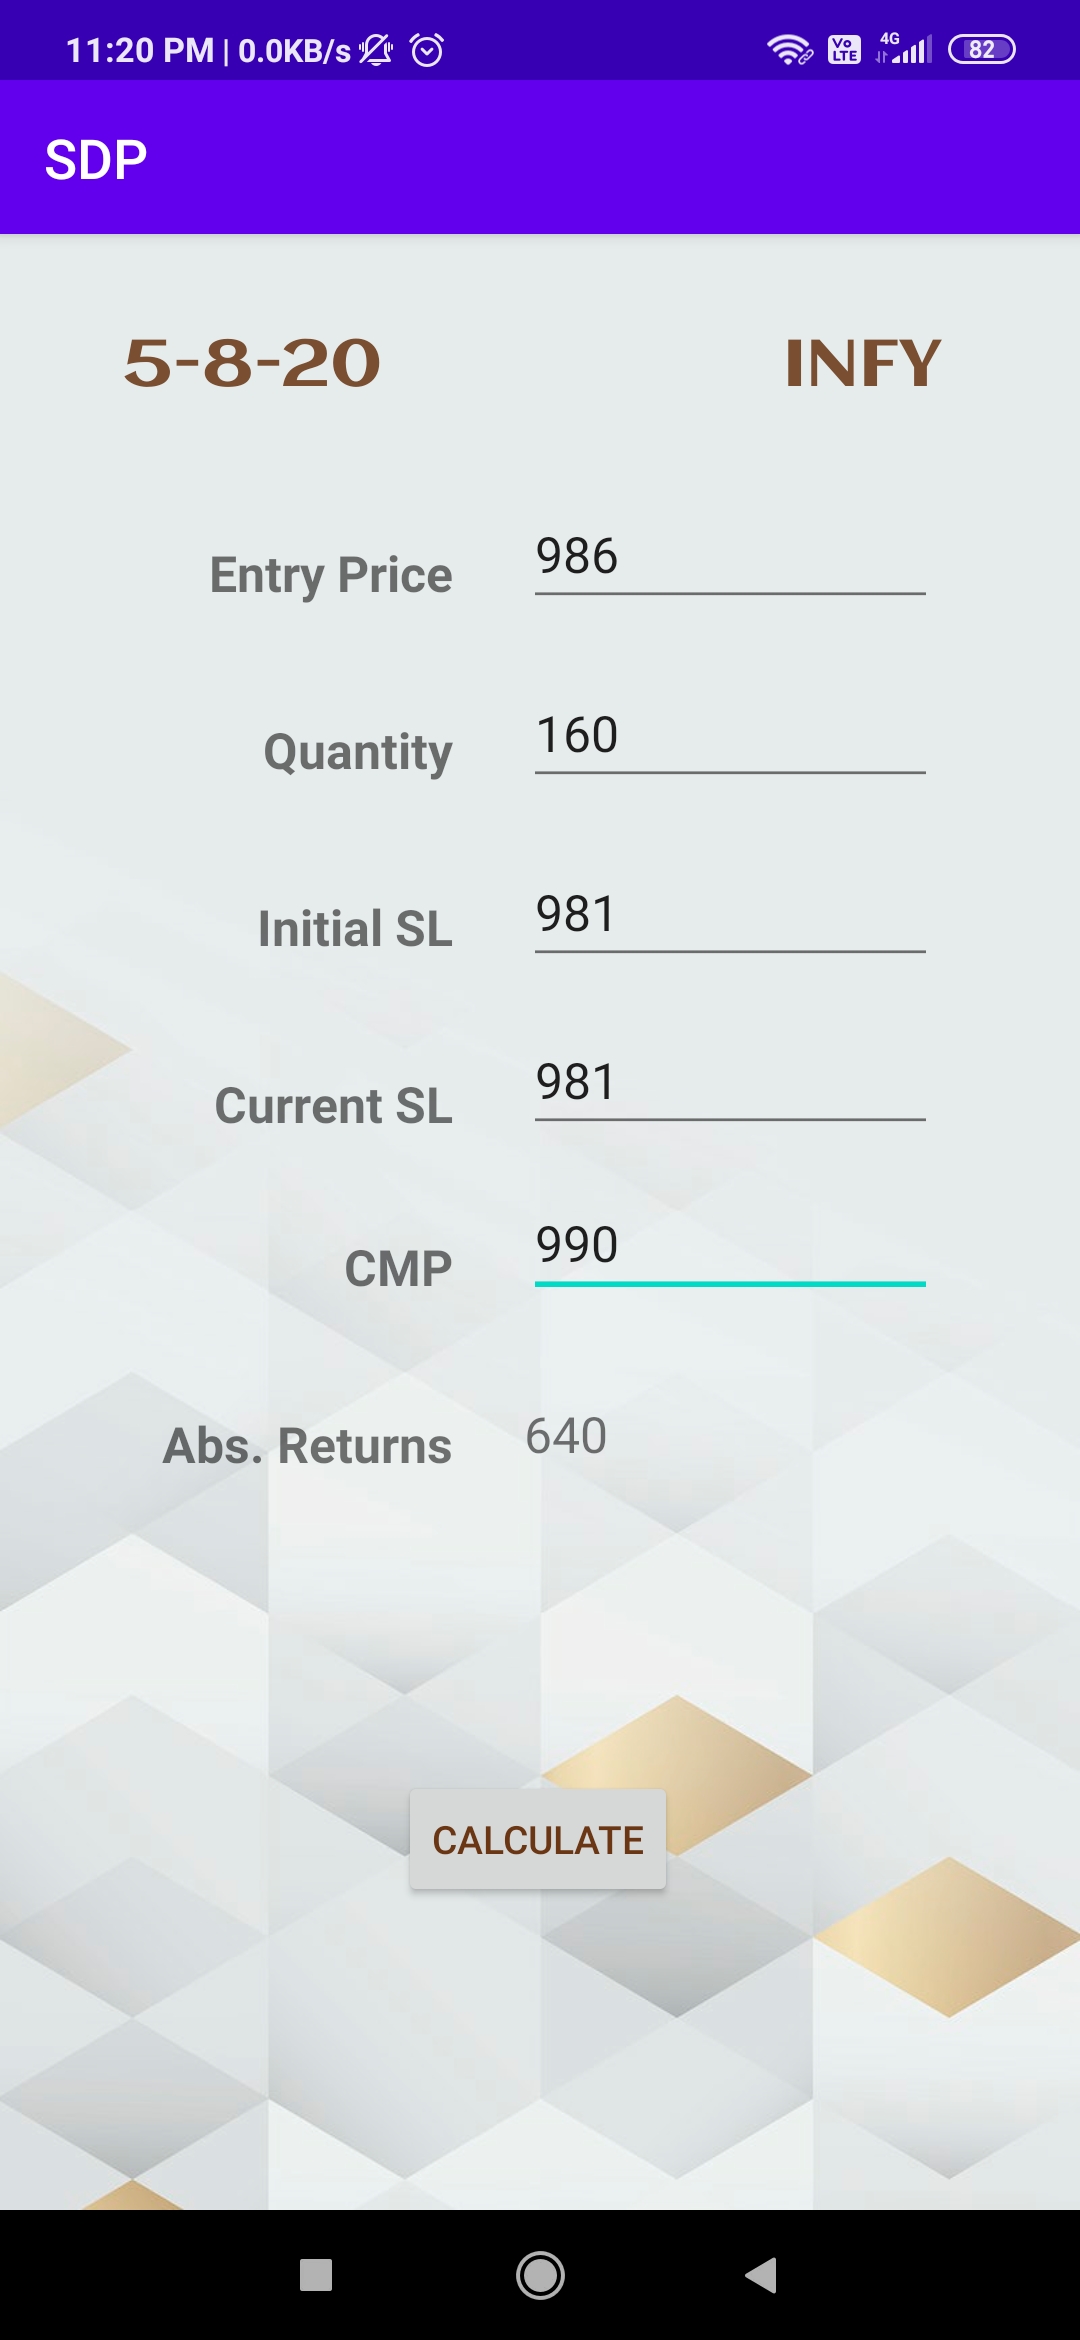 11:20 PM | 0.0KB/s Vo LTE 4G 82
SDP
5-8-20 INFY
Entry Price 986
Quantity 160
Initial SL 981
Current SL 981
CMP 990
Abs. Returns 640
CALCULATE